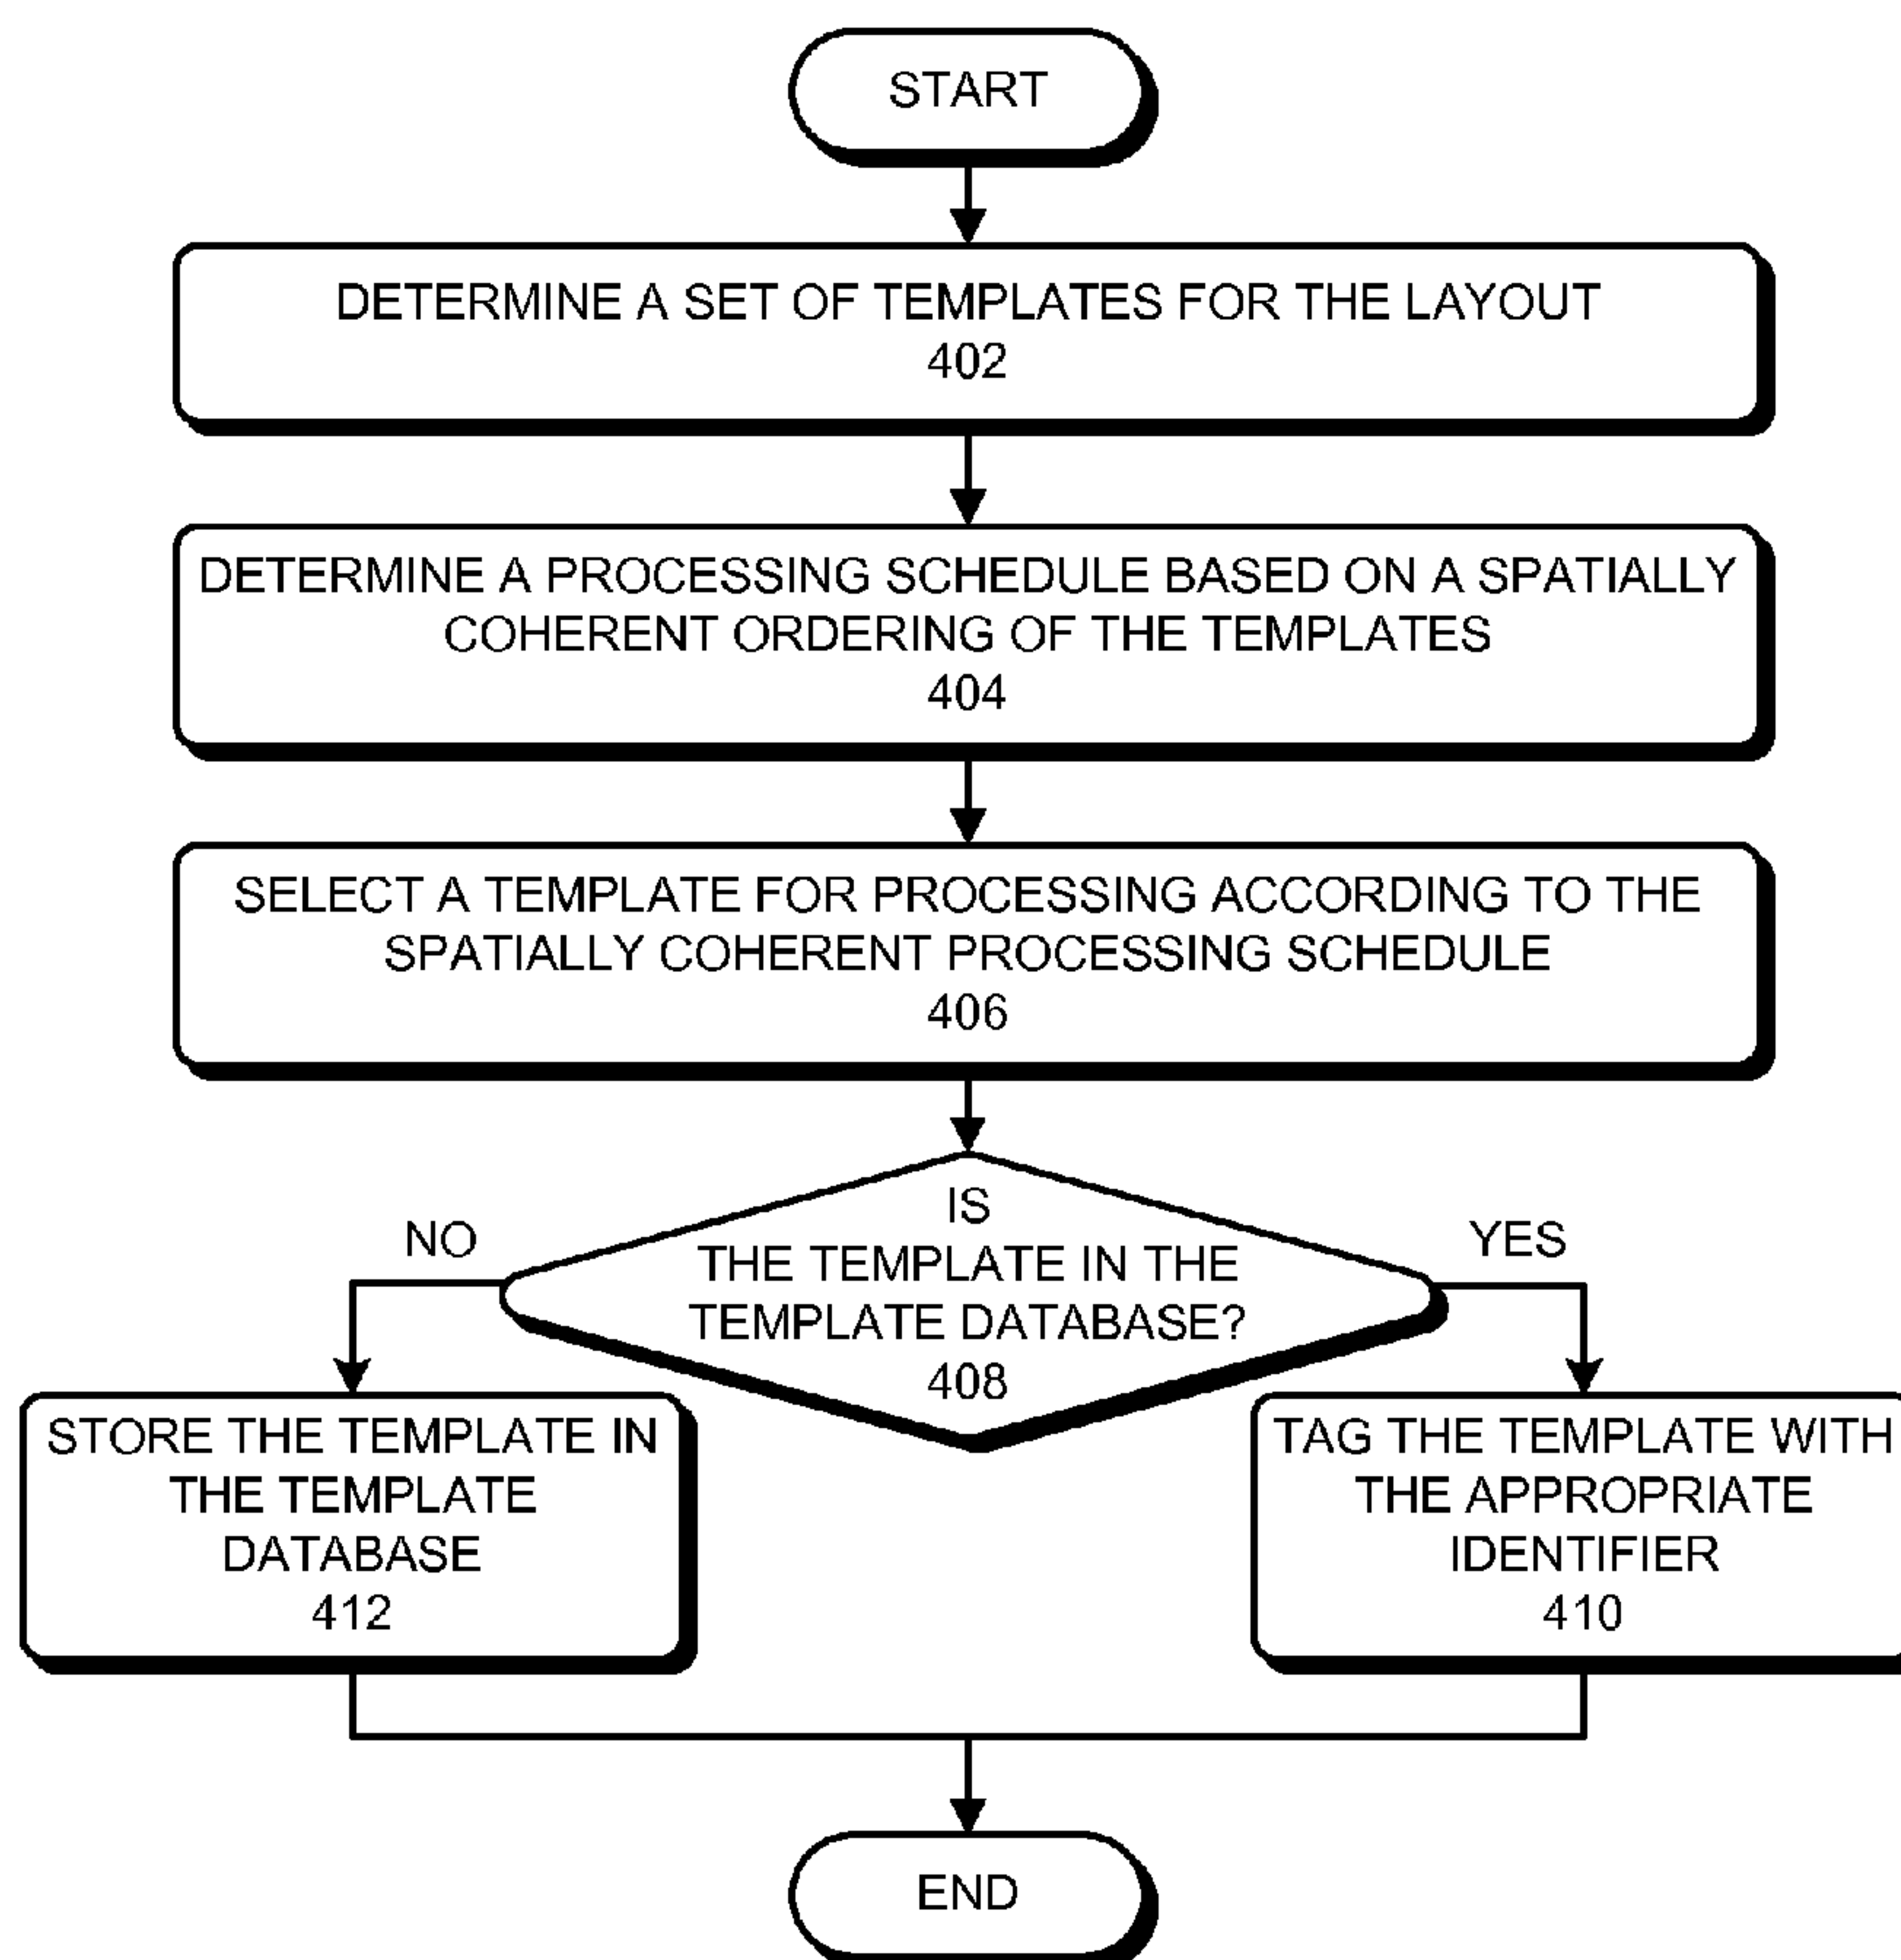 START
DETERMINE A SET OF TEMPLATES FOR THE LAYOUT
402
DETERMINE A PROCESSING SCHEDULE BASED ON A SPATIALLY
COHERENT ORDERING OF THE TEMPLATES
404
SELECT A TEMPLATE FOR PROCESSING ACCORDING TO THE
SPATIALLY COHERENT PROCESSING SCHEDULE
406
IS
THE TEMPLATE IN THE
TEMPLATE DATABASE?
408
NO
YES
STORE THE TEMPLATE IN
THE TEMPLATE
DATABASE
412
TAG THE TEMPLATE WITH
THE APPROPRIATE
IDENTIFIER
410
END